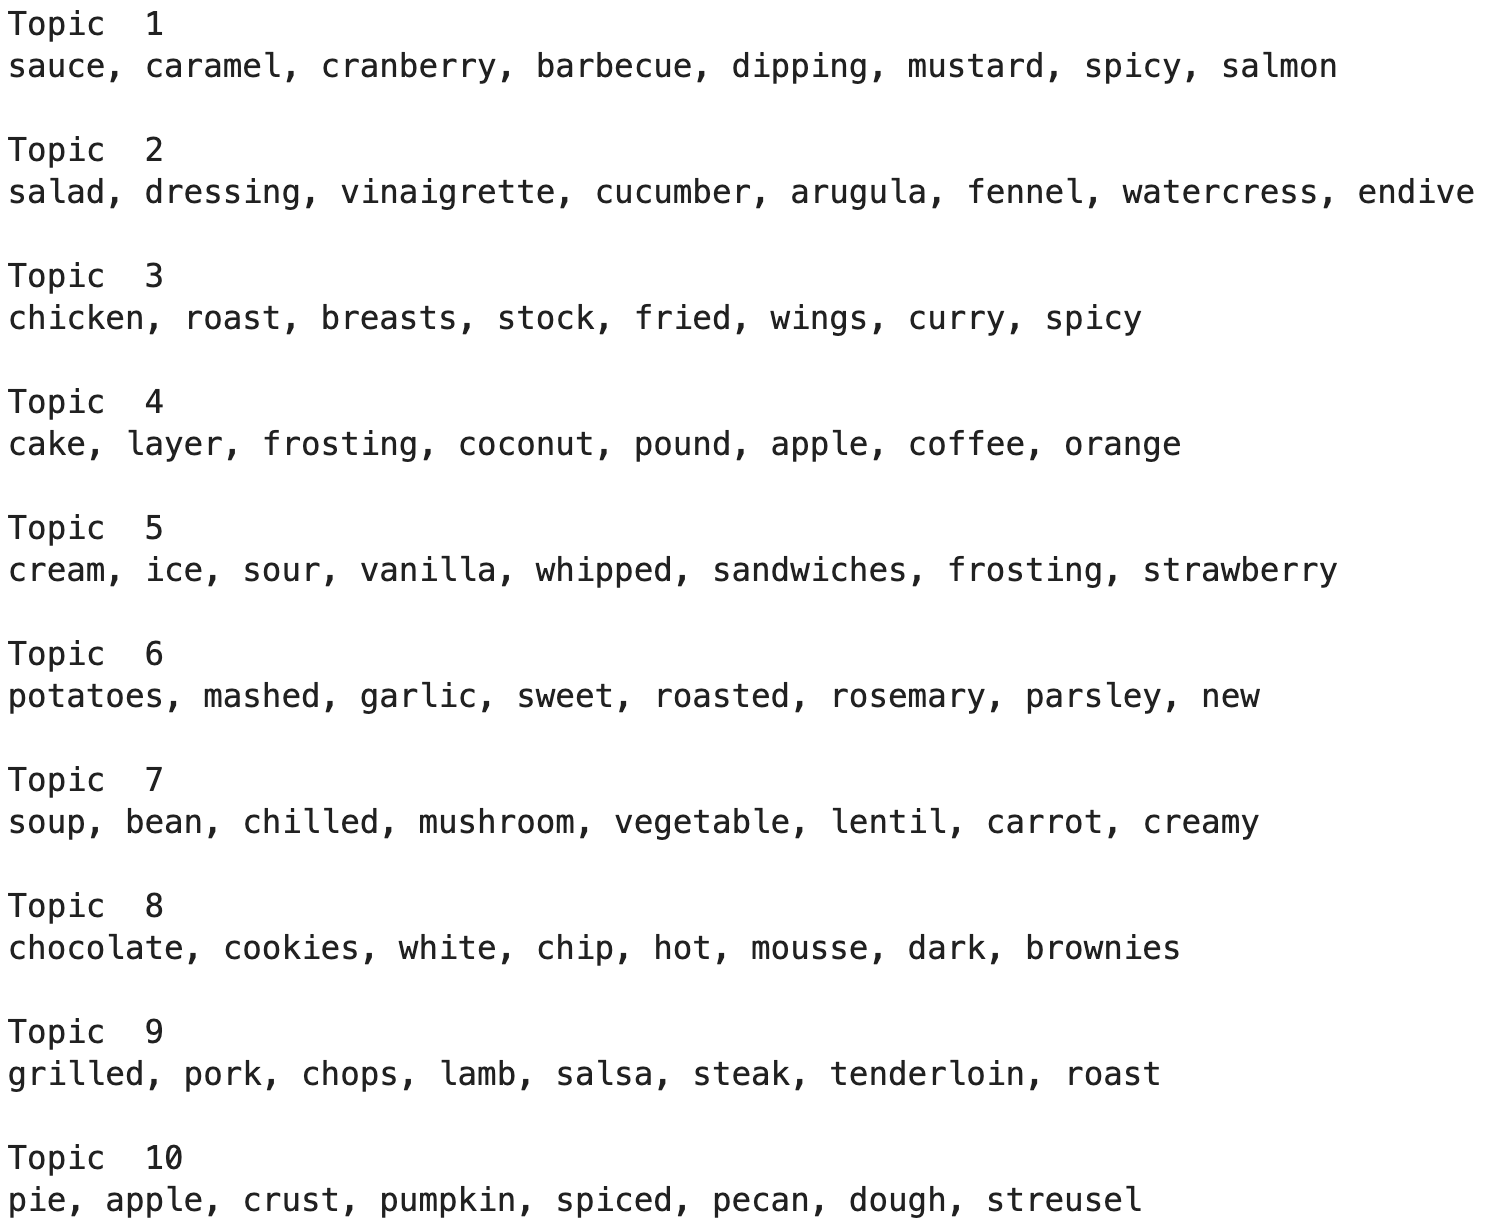 Topic  1
sauce, caramel, cranberry, barbecue, dipping, mustard, spicy, salmon
Topic  2
salad, dressing, vinaigrette, cucumber, arugula, fennel, watercress, endive
Topic  3
chicken, roast, breasts, stock, fried, wings, curry, spicy
Topic  4
cake, layer, frosting, coconut, pound, apple, coffee, orange
Topic  5
cream, ice, sour, vanilla, whipped, sandwiches, frosting, strawberry
Topic  6
potatoes, mashed, garlic, sweet, roasted, rosemary, parsley, new
Topic  7
soup, bean, chilled, mushroom, vegetable, lentil, carrot, creamy
Topic  8
chocolate, cookies, white, chip, hot, mousse, dark, brownies
Topic  9
grilled, pork, chops, lamb, salsa, steak, tenderloin, roast
Topic  10
pie, apple, crust, pumpkin, spiced, pecan, dough, streusel